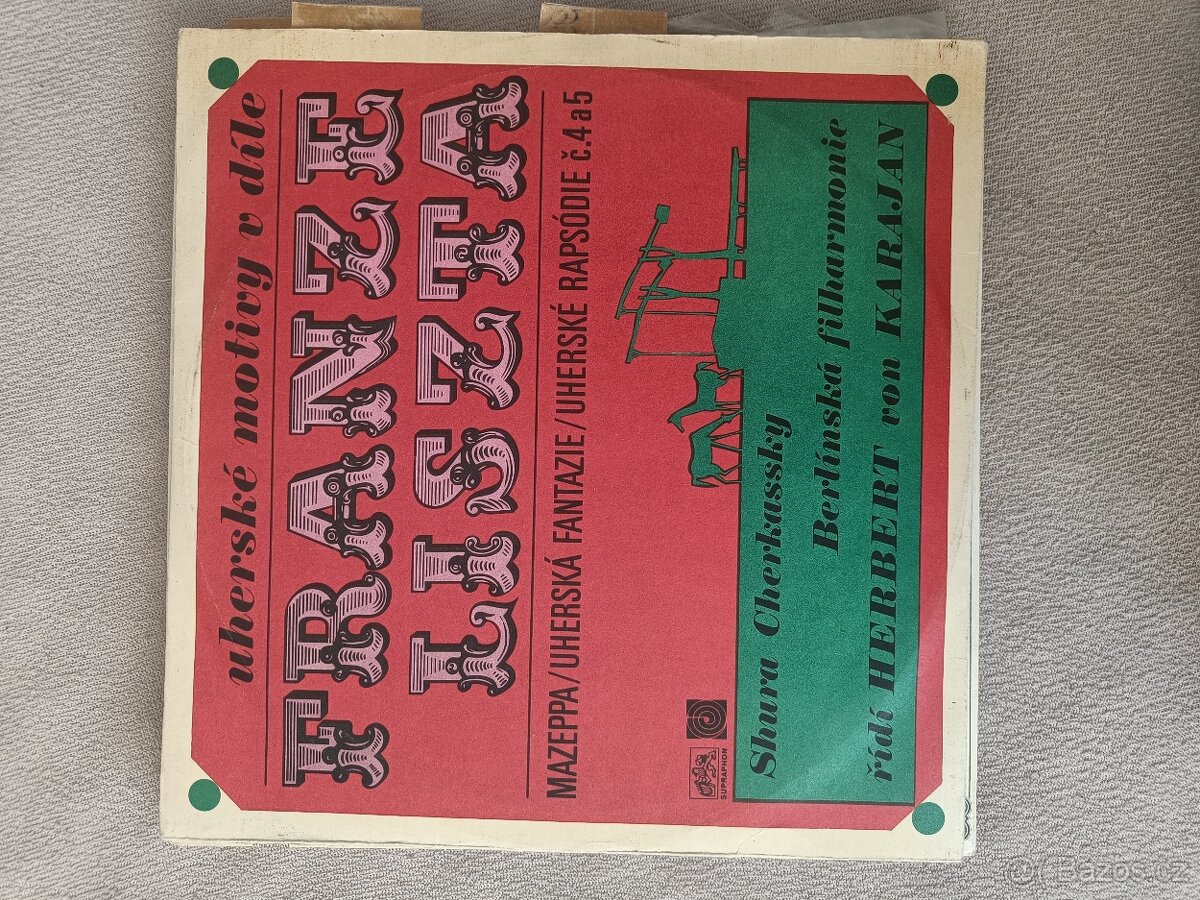 uherské motivy v díle
FRANZE
LISZTA
MAZEPPA/UHERSKÁ FANTAZIE/UHERSKÉ RAPSÓDIE č.4 a 5
SUPRAPHON
Shura Cherkassky
Berlínská filharmonie
řídí HERBERT von KARAJAN
Bazos.cz